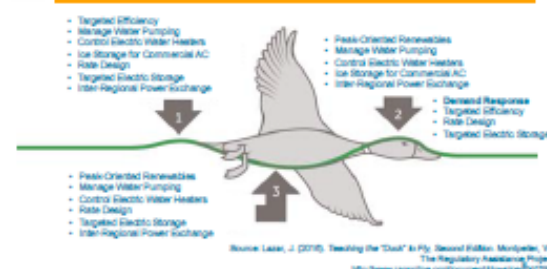 • Targeted Efficiency
• Manage Water Pumping
• Control Electric Water Heaters
• Ice Storage for Commercial AC
• Rate Design
• Targeted Electric Storage
• Inter-Regional Power Exchange
• Peak-Oriented Renewables
• Manage Water Pumping
• Control Electric Water Heaters
• Ice Storage for Commercial AC
• Inter-Regional Power Exchange
• Demand Response
• Targeted Efficiency
• Rate Design
• Targeted Electric Storage
1
2
3
• Peak-Oriented Renewables
• Manage Water Pumping
• Control Electric Water Heaters
• Rate Design
• Targeted Electric Storage
• Inter-Regional Power Exchange
Source: Lazar, J. (2016). Teaching the "Duck" to Fly, Second Edition. Montpelier, V
The Regulatory Assistance Proje